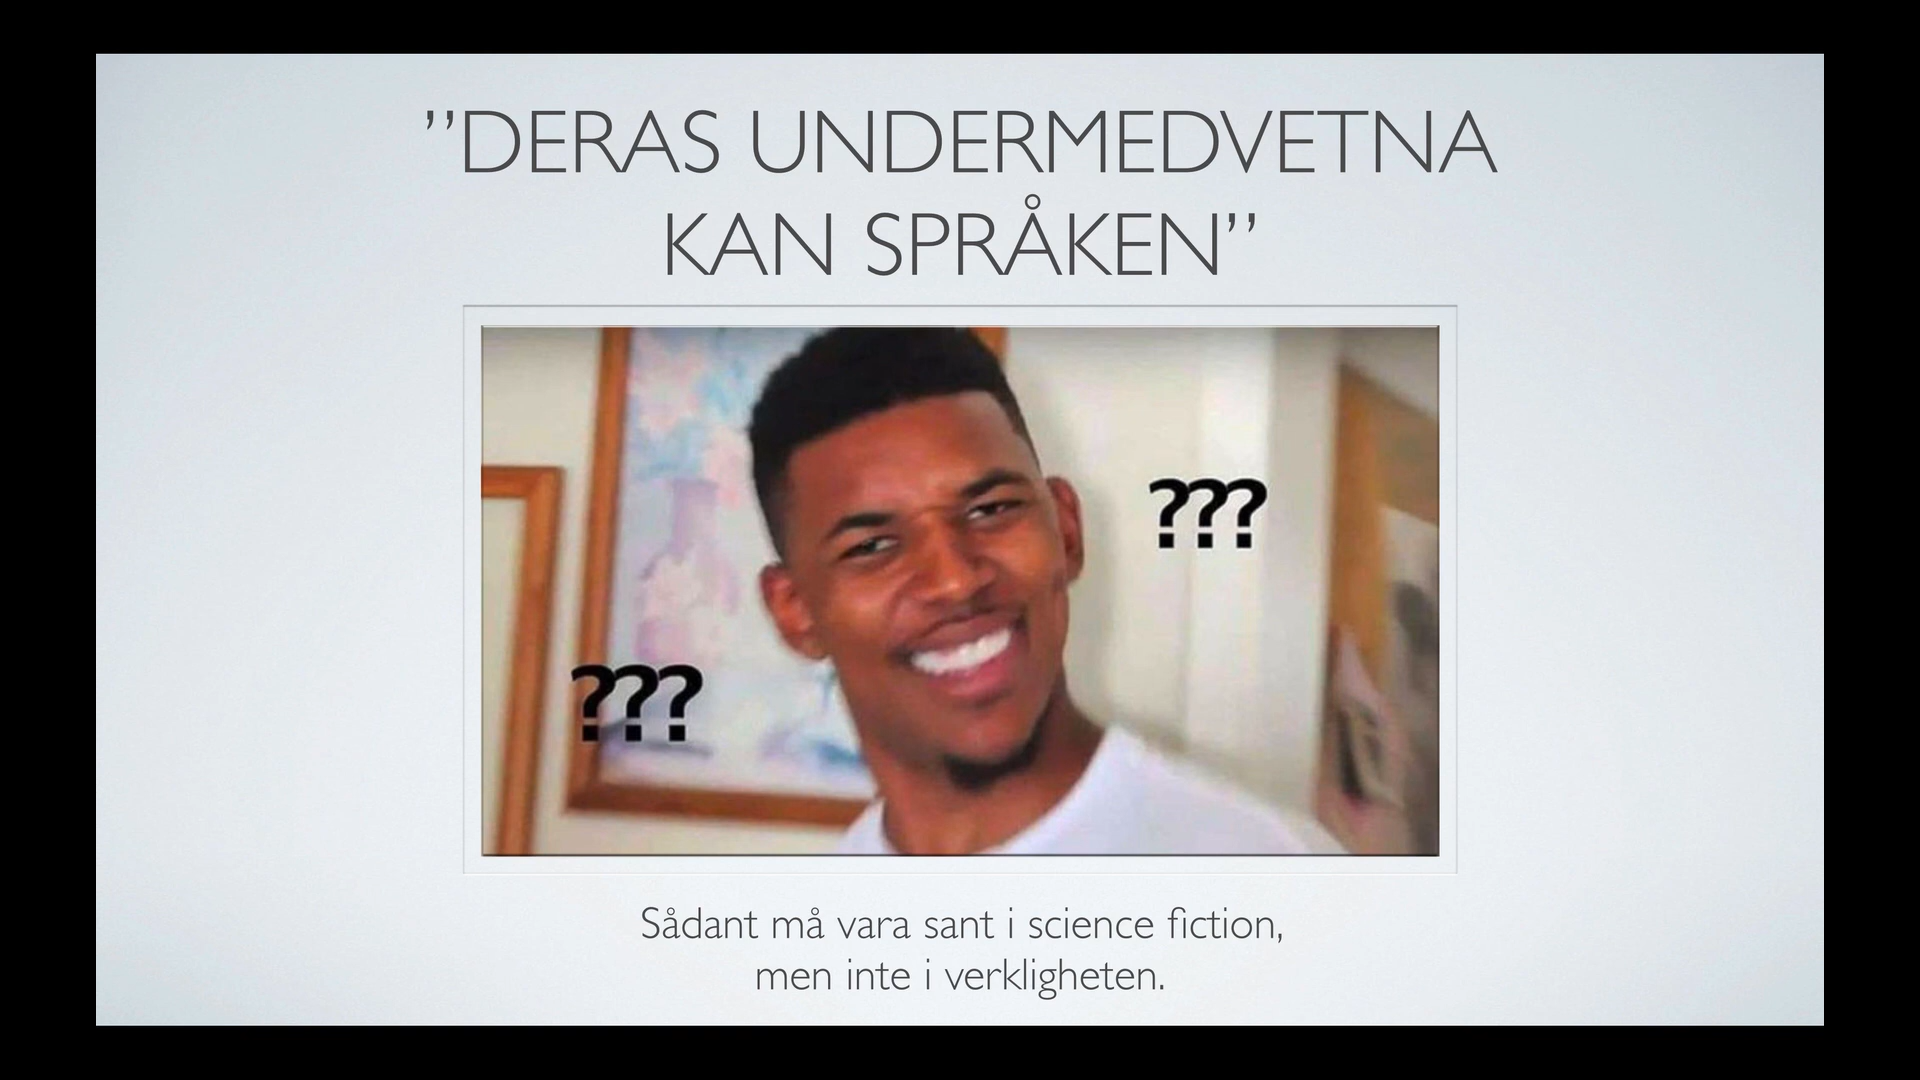 ”DERAS UNDERMEDVETNA
KAN SPRÅKEN”
???
???
Sådant må vara sant i science fiction,
men inte i verkligheten.